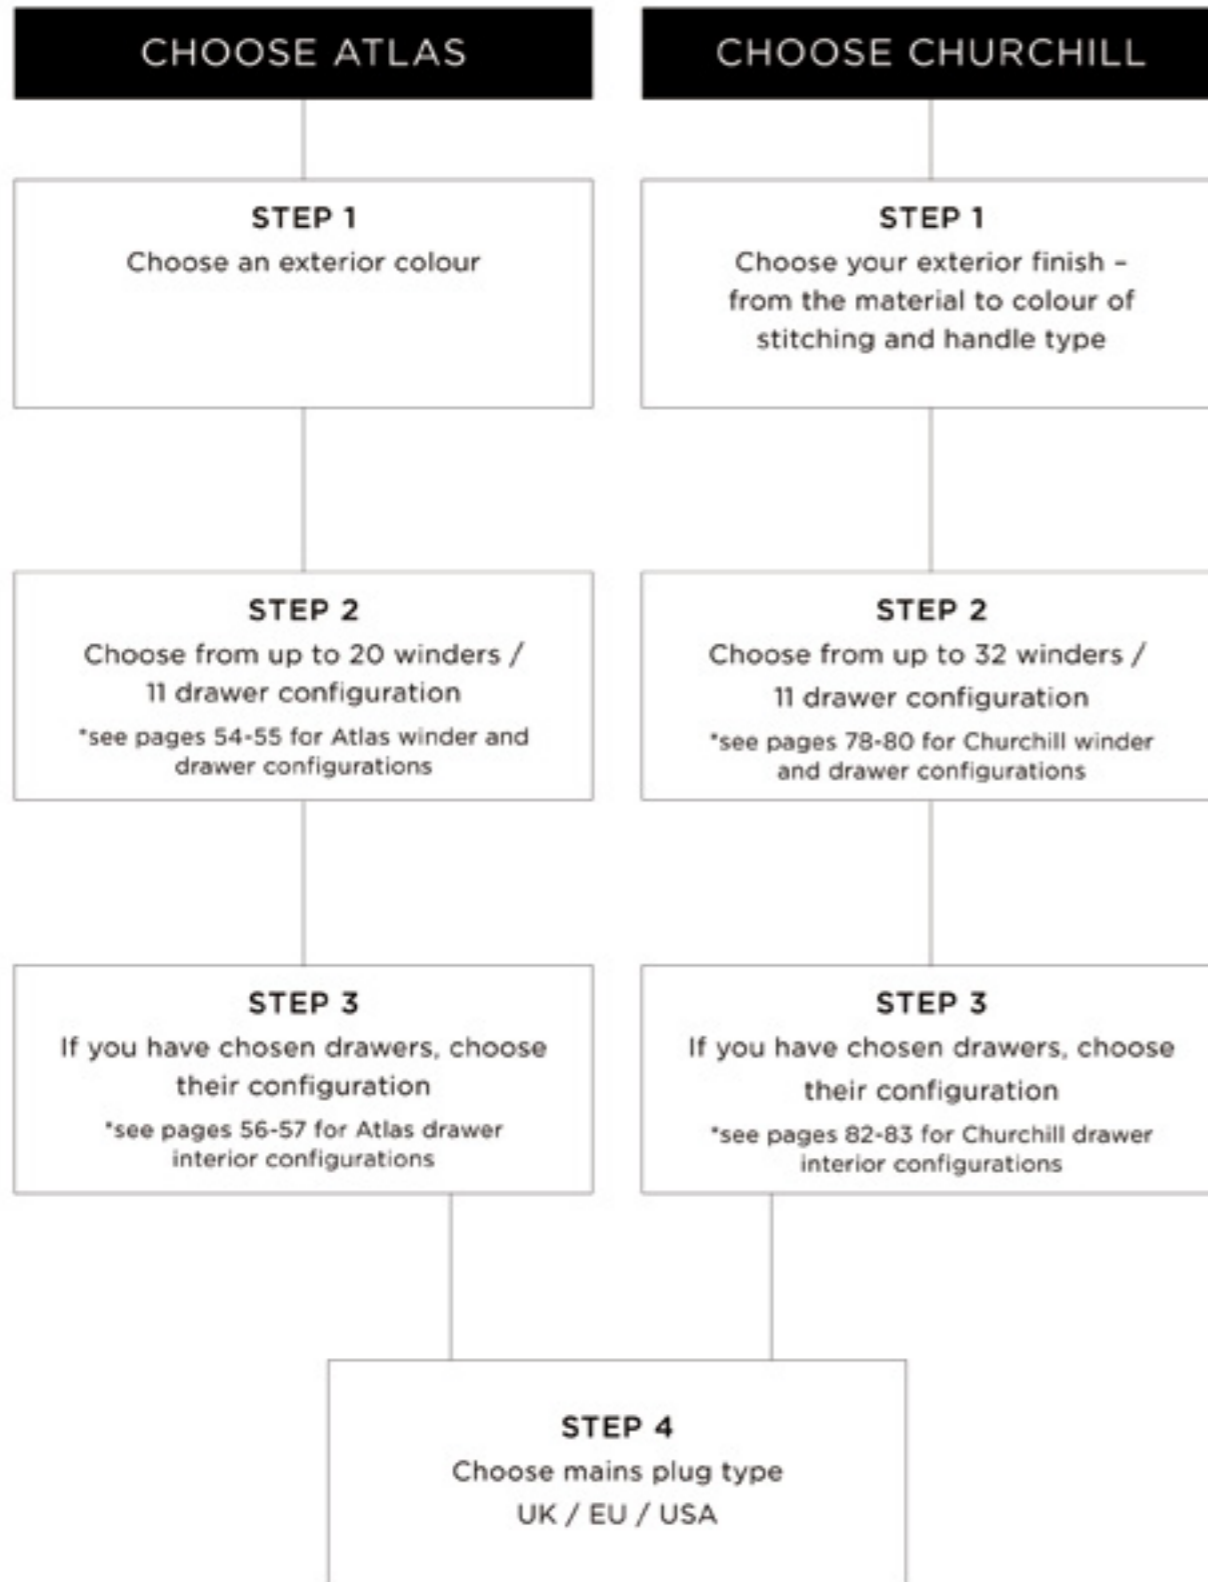 CHOOSE ATLAS
STEP 1
Choose an exterior colour
STEP 2
Choose from up to 20 winders /
11 drawer configuration
*see pages 54-55 for Atlas winder and
drawer configurations
STEP 3
If you have chosen drawers, choose
their configuration
*see pages 56-57 for Atlas drawer
interior configurations
CHOOSE CHURCHILL
STEP 1
Choose your exterior finish –
from the material to colour of
stitching and handle type
STEP 2
Choose from up to 32 winders /
11 drawer configuration
*see pages 78-80 for Churchill winder
and drawer configurations
STEP 3
If you have chosen drawers, choose
their configuration
*see pages 82-83 for Churchill drawer
interior configurations
STEP 4
Choose mains plug type
UK / EU / USA